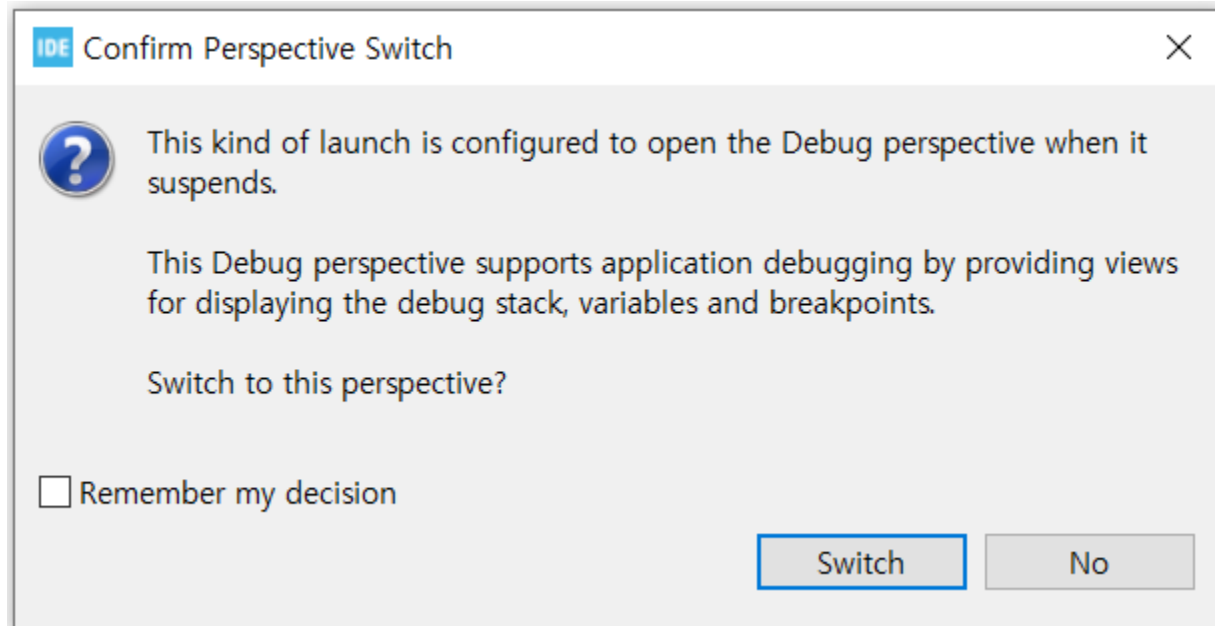 IDE Confirm Perspective Switch
This kind of launch is configured to open the Debug perspective when it
suspends.
This Debug perspective supports application debugging by providing views
for displaying the debug stack, variables and breakpoints.
Switch to this perspective?
Remember my decision
Switch No